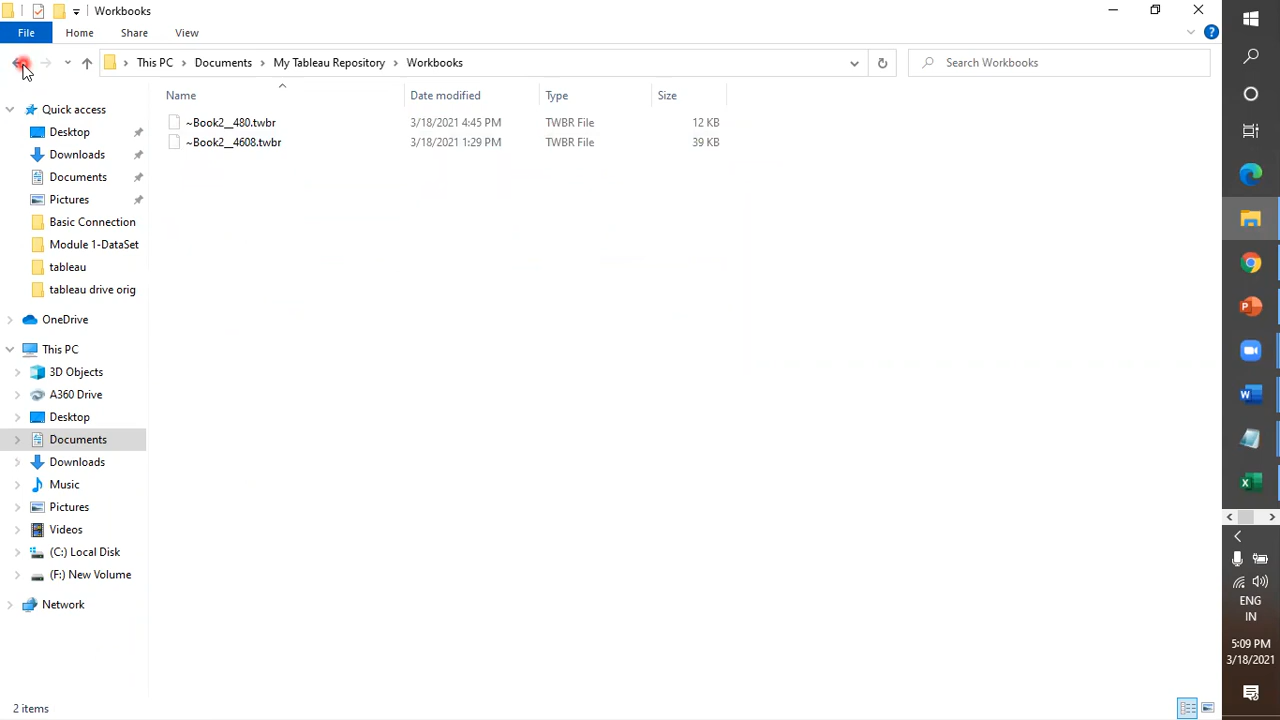 Workbooks
File Home Share View
This PC Documents My Tableau Repository Workbooks
Search Workbooks
Name Date modified Type Size
~Book2__480.twbr 3/18/2021 4:45 PM TWBR File 12 KB
~Book2__4608.twbr 3/18/2021 1:29 PM TWBR File 39 KB
Quick access
Desktop
Downloads
Documents
Pictures
Basic Connection
Module 1-DataSet
tableau
tableau drive orig
OneDrive
This PC
3D Objects
A360 Drive
Desktop
Documents
Downloads
Music
Pictures
Videos
(C:) Local Disk
(F:) New Volume
Network
2 items
ENG
IN
5:09 PM
3/18/2021